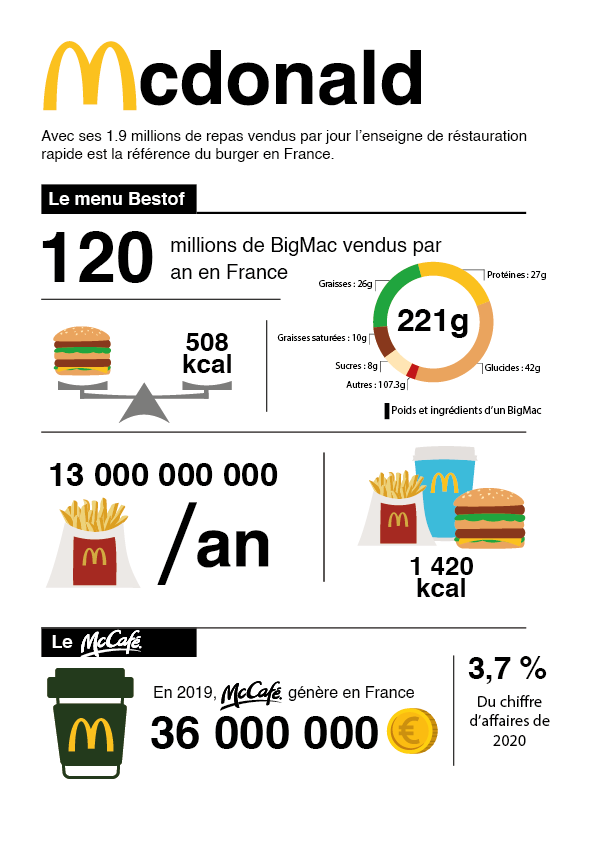 Mcdonald
Avec ses 1.9 millions de repas vendus par jour l'enseigne de réstauration
rapide est la référence du burger en France.
Le menu Bestof
120
millions de BigMac vendus par
an en France
508
kcal
Graisses : 26g
Protéines : 27g
221g
Graisses saturées : 10g
Sucres : 8g
Glucides : 42g
Autres : 107.3g
Poids et ingrédients d'un BigMac
13 000 000 000
/an
1 420
kcal
Le McCafé.
En 2019, McCafé. génère en France
36 000 000 €
3,7 %
Du chiffre
d'affaires de
2020